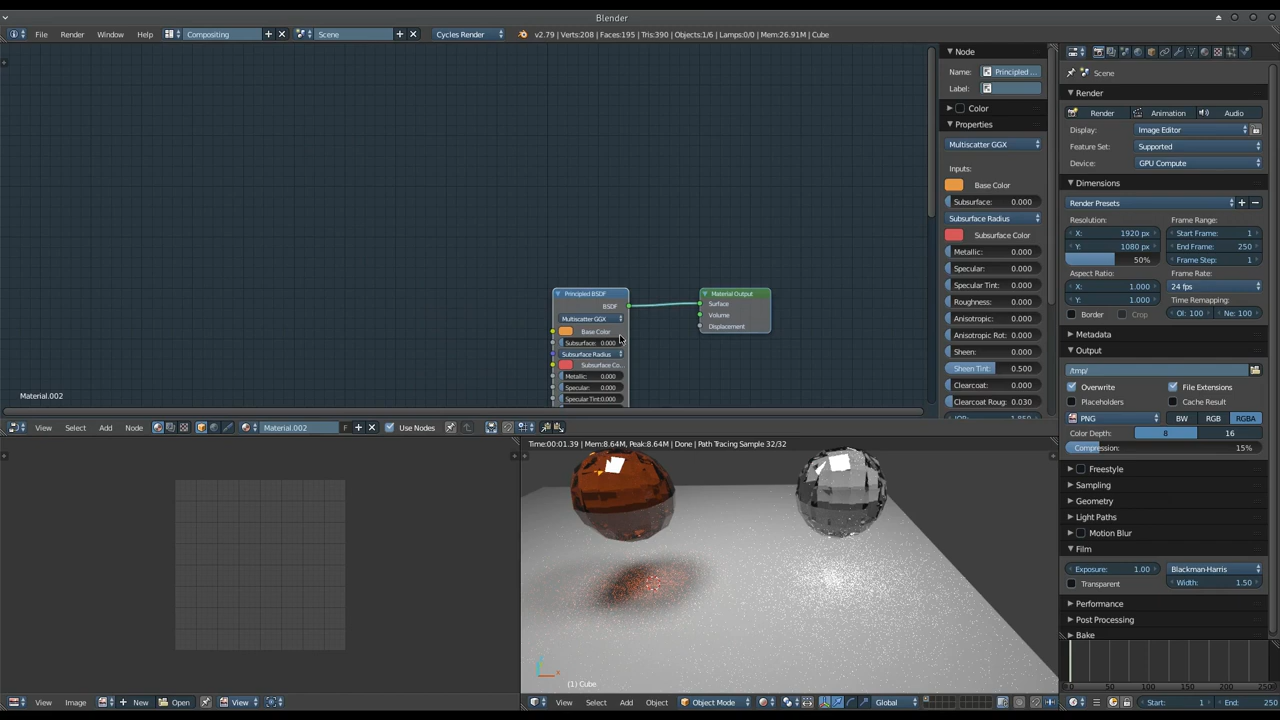 Blender
File Render Window Help Compositing Scene Cycles Render v2.79 | Verts:208 | Faces:195 | Tris:390 | Objects:1/6 | Lamps:0/0 | Mem:26.91M | Cube
Principled BSDF
BSDF
Multiscatter GGX
Base Color
Subsurface: 0.000
Subsurface Radius
Subsurface Co...
Metallic: 0.000
Specular: 0.000
Specular Tint:0.000
Material Output
Surface
Volume
Displacement
Material.002
Node
Name: Principled ...
Label:
Color
Properties
Multiscatter GGX
Inputs:
Base Color
Subsurface: 0.000
Subsurface Radius
Subsurface Color
Metallic: 0.000
Specular: 0.000
Specular Tint: 0.000
Roughness: 0.000
Anisotropic: 0.000
Anisotropic Rot: 0.000
Sheen: 0.000
Sheen Tint: 0.500
Clearcoat: 0.000
Clearcoat Roug: 0.030
Scene
Render
Render Animation Audio
Display: Image Editor
Feature Set: Supported
Device: GPU Compute
Dimensions
Render Presets
Resolution: Frame Range:
X: 1920 px Start Frame: 1
Y: 1080 px End Frame: 250
50% Frame Step: 1
Aspect Ratio: Frame Rate:
X: 1.000 24 fps
Y: 1.000 Time Remapping:
Border Crop Ol: 100 Ne: 100
Metadata
Output
/tmp/
Overwrite File Extensions
Placeholders Cache Result
PNG BW RGB RGBA
Color Depth: 8 16
Compression: 15%
Freestyle
Sampling
Geometry
Light Paths
Motion Blur
Film
Exposure: 1.00 Blackman-Harris
Transparent Width: 1.50
Performance
Post Processing
Bake
View Select Add Node Material.002 F Use Nodes
Time:00:01.39 | Mem:8.64M, Peak:8.64M | Done | Path Tracing Sample 32/32
(1) Cube
View Image New Open View
View Select Add Object Object Mode Global
0 50 100 150 200 250
Start: 1 End: 250